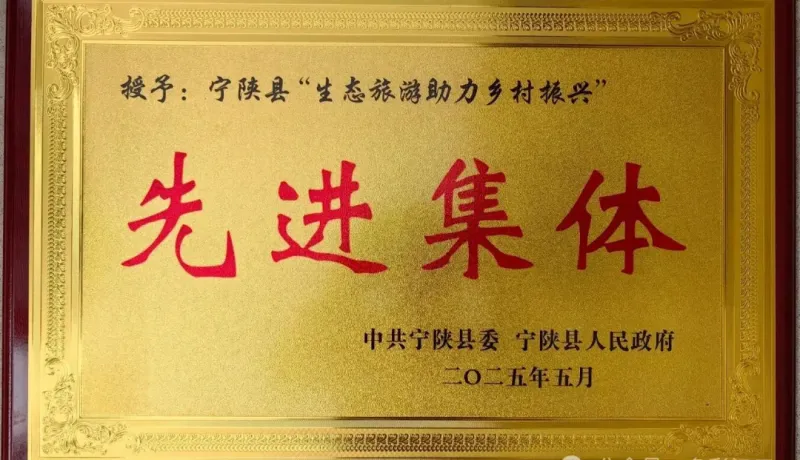 授予：宁陕县“生态旅游助力乡村振兴”
先进集体
中共宁陕县委 宁陕县人民政府
二〇二五年五月